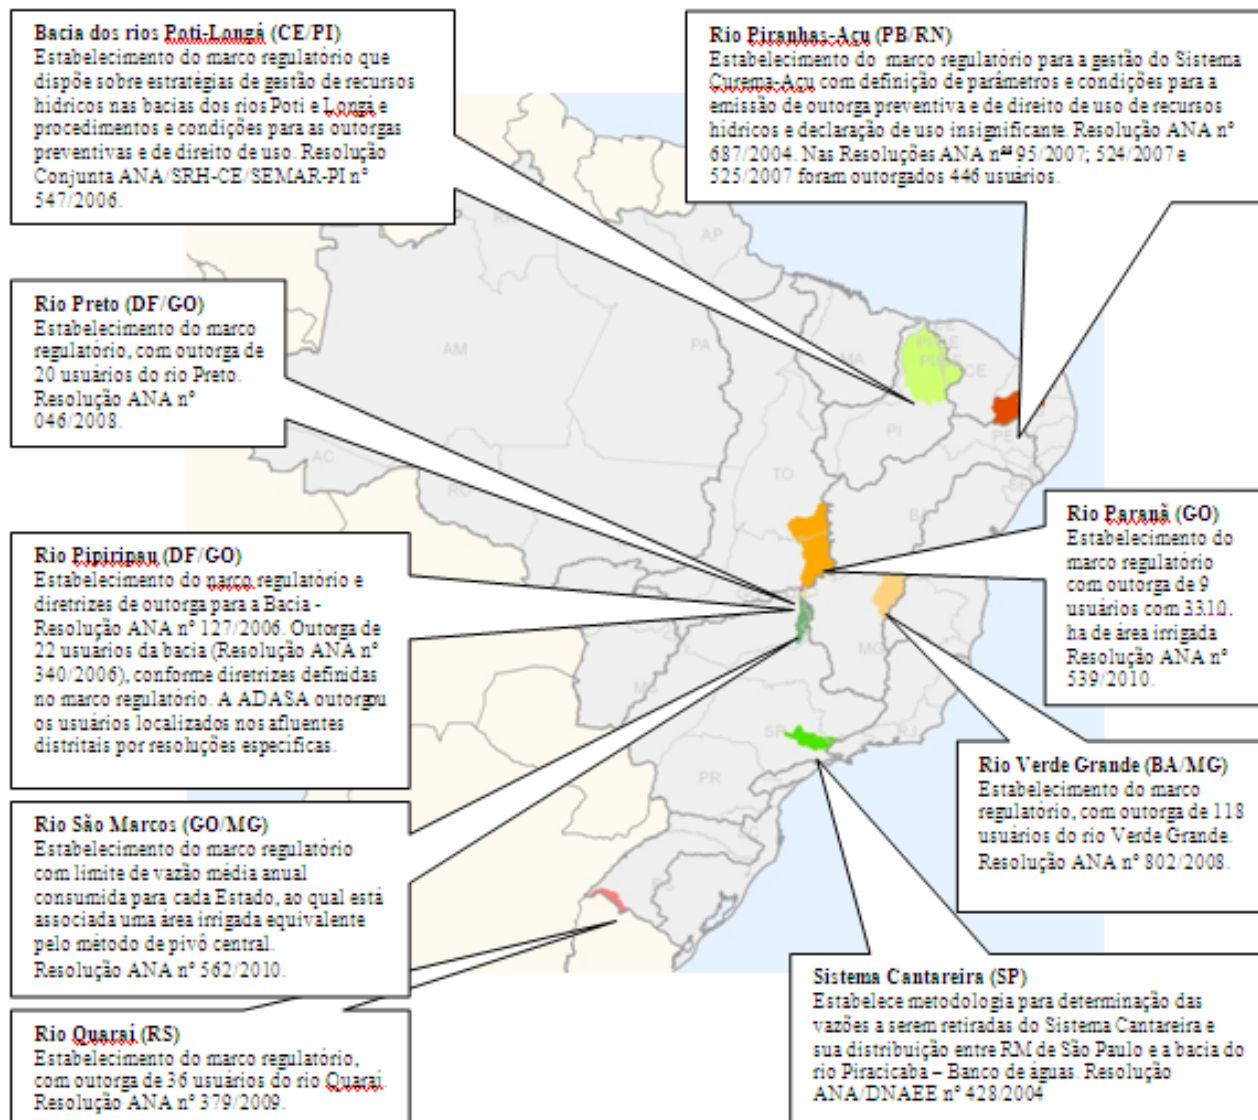 Bacia dos rios Poti-Longá (CE/PI)
Estabelecimento do marco regulatório que
dispõe sobre estratégias de gestão de recursos
hídricos nas bacias dos rios Poti e Longá e
procedimentos e condições para as outorgas
preventivas e de direito de uso. Resolução
Conjunta ANA/SRH-CE/SEMAR-PI nº
547/2006.
Rio Piranhas-Açu (PB/RN)
Estabelecimento do marco regulatório para a gestão do Sistema
Curema-Açu com definição de parâmetros e condições para a
emissão de outorga preventiva e de direito de uso de recursos
hídricos e declaração de uso insignificante. Resolução ANA nº
687/2004. Nas Resoluções ANA nºs 95/2007; 524/2007 e
525/2007 foram outorgados 446 usuários.
Rio Preto (DF/GO)
Estabelecimento do marco
regulatório, com outorga de
20 usuários do rio Preto.
Resolução ANA nº
046/2008.
AP
AM
PA
MA
CE
PI
PE
AC
RO
TO
SE
Rio Paranã (GO)
Estabelecimento do
marco regulatório
com outorga de 9
usuários com 3310.
ha de área irrigada
Resolução ANA nº
539/2010.
Rio Pipiripau (DF/GO)
Estabelecimento do narco regulatório e
diretrizes de outorga para a Bacia -
Resolução ANA nº 127/2006. Outorga de
22 usuários da bacia (Resolução ANA nº
340/2006), conforme diretrizes definidas
no marco regulatório. A ADASA outorgou
os usuários localizados nos afluentes
distritais por resoluções específicas.
SP
RJ
PR
Rio Verde Grande (BA/MG)
Estabelecimento do marco
regulatório, com outorga de 118
usuários do rio Verde Grande.
Resolução ANA nº 802/2008.
Rio São Marcos (GO/MG)
Estabelecimento do marco regulatório
com limite de vazão média anual
consumida para cada Estado, ao qual está
associada uma área irrigada equivalente
pelo método de pivô central.
Resolução ANA nº 562/2010.
Sistema Cantareira (SP)
Estabelece metodologia para determinação das
vazões a serem retiradas do Sistema Cantareira e
sua distribuição entre RM de São Paulo e a bacia do
rio Piracicaba – Banco de águas. Resolução
ANA/DNAEE nº 428/2004
Rio Quaraí (RS)
Estabelecimento do marco regulatório,
com outorga de 36 usuários do rio Quaraí.
Resolução ANA nº 379/2009.